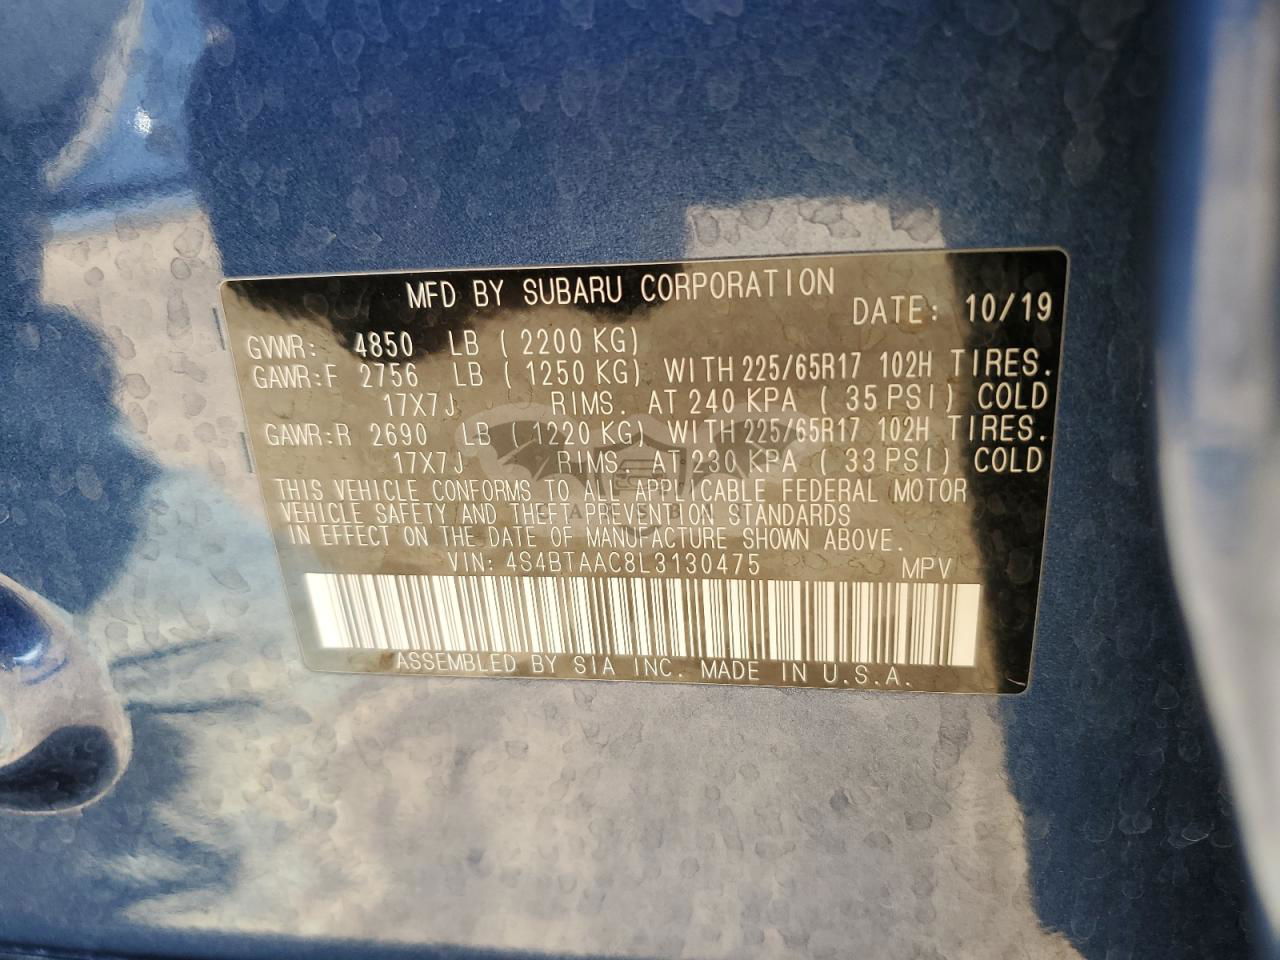 MFD BY SUBARU CORPORATION
DATE: 10/19
GVWR: 4850 LB (2200 KG)
GAWR:F 2756 LB (1250 KG) WITH 225/65R17 102H TIRES.
17X7J RIMS. AT 240 KPA (35 PSI) COLD
GAWR:R 2690 LB (1220 KG) WITH 225/65R17 102H TIRES.
17X7J RIMS. AT 230 KPA (33 PSI) COLD
THIS VEHICLE CONFORMS TO ALL APPLICABLE FEDERAL MOTOR
VEHICLE SAFETY AND THEFT PREVENTION STANDARDS
IN EFFECT ON THE DATE OF MANUFACTURE SHOWN ABOVE.
VIN: 4S4BTAAC8L3130475 MPV
ASSEMBLED BY SIA INC. MADE IN U.S.A.